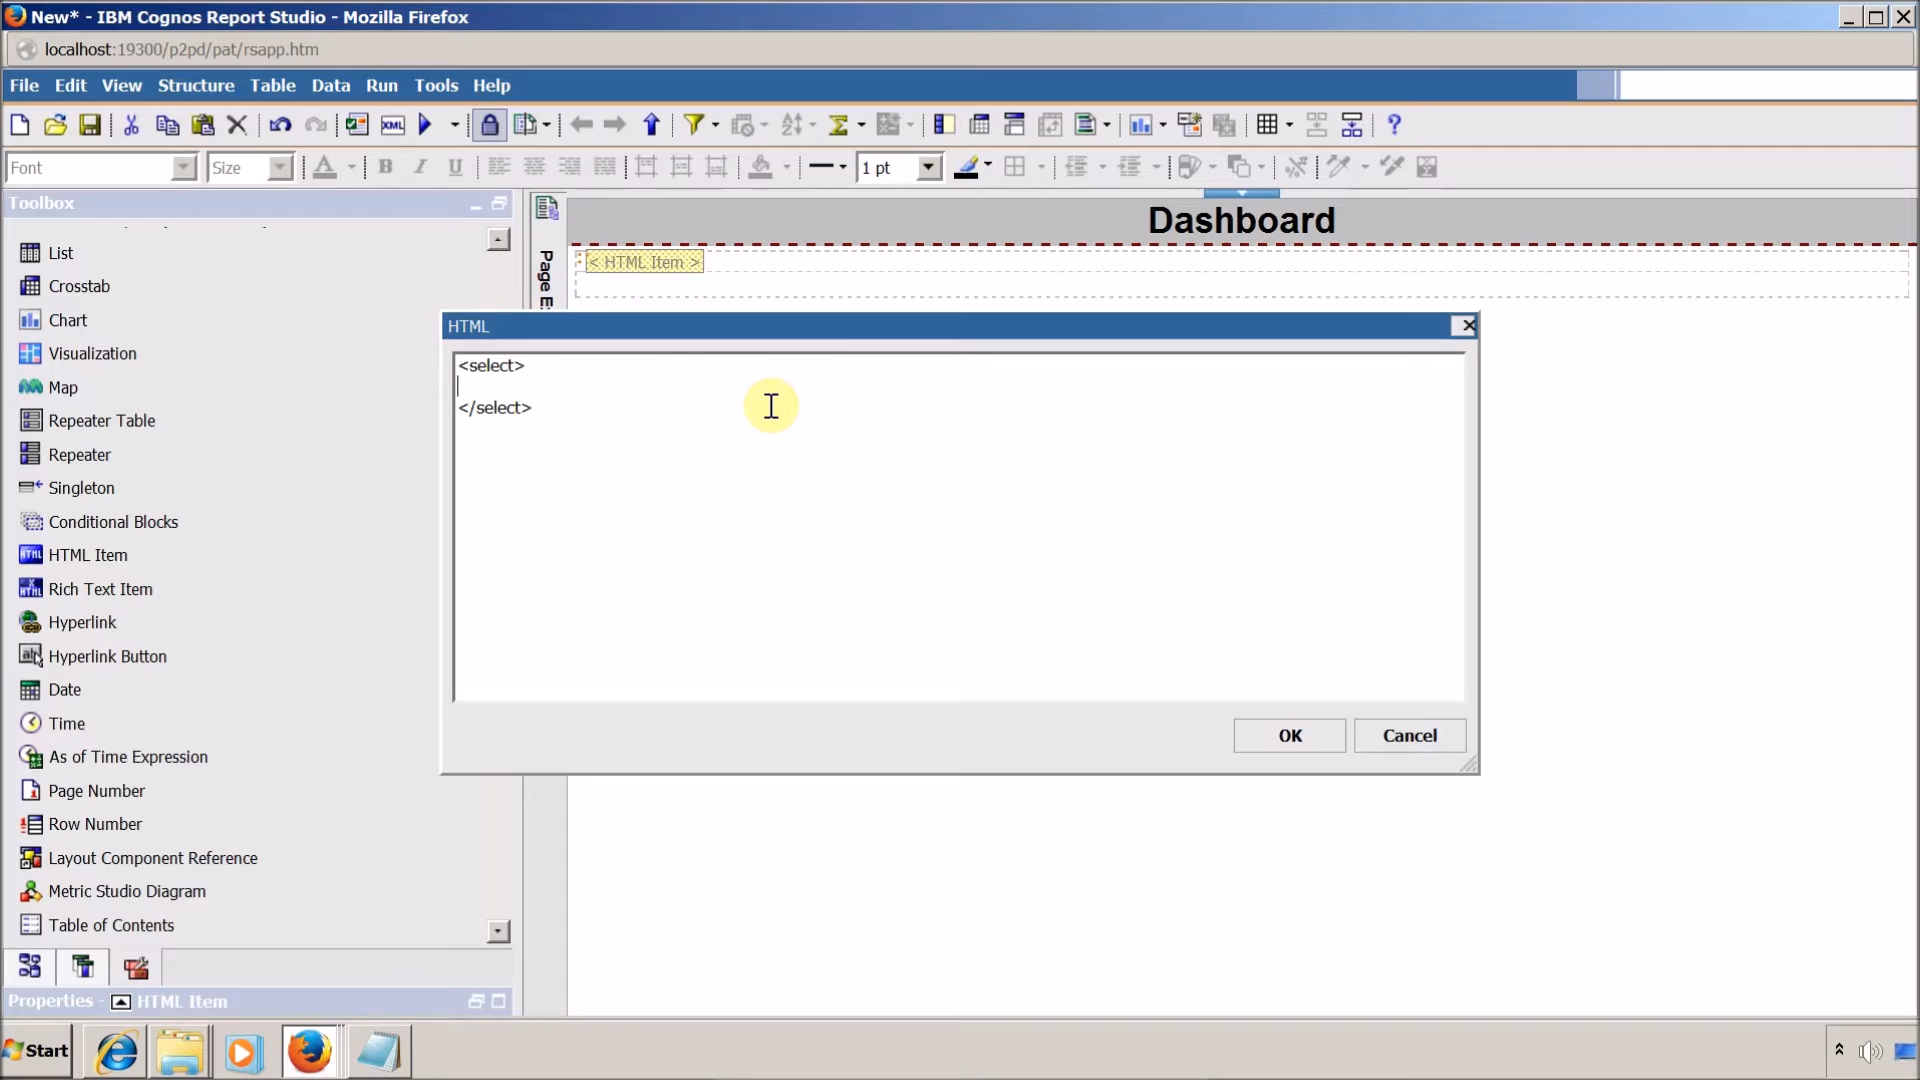 New* - IBM Cognos Report Studio - Mozilla Firefox
localhost:19300/p2pd/pat/rsapp.htm
File Edit View Structure Table Data Run Tools Help
XML
Font Size A B I U 1 pt
Toolbox
Dashboard
< HTML Item >
List
Crosstab
Chart
Visualization
Map
Repeater Table
Repeater
Singleton
Conditional Blocks
HTML Item
Rich Text Item
Hyperlink
Hyperlink Button
Date
Time
As of Time Expression
Page Number
Row Number
Layout Component Reference
Metric Studio Diagram
Table of Contents
Page E
HTML
<select>
</select>
OK Cancel
Properties - HTML Item
Start